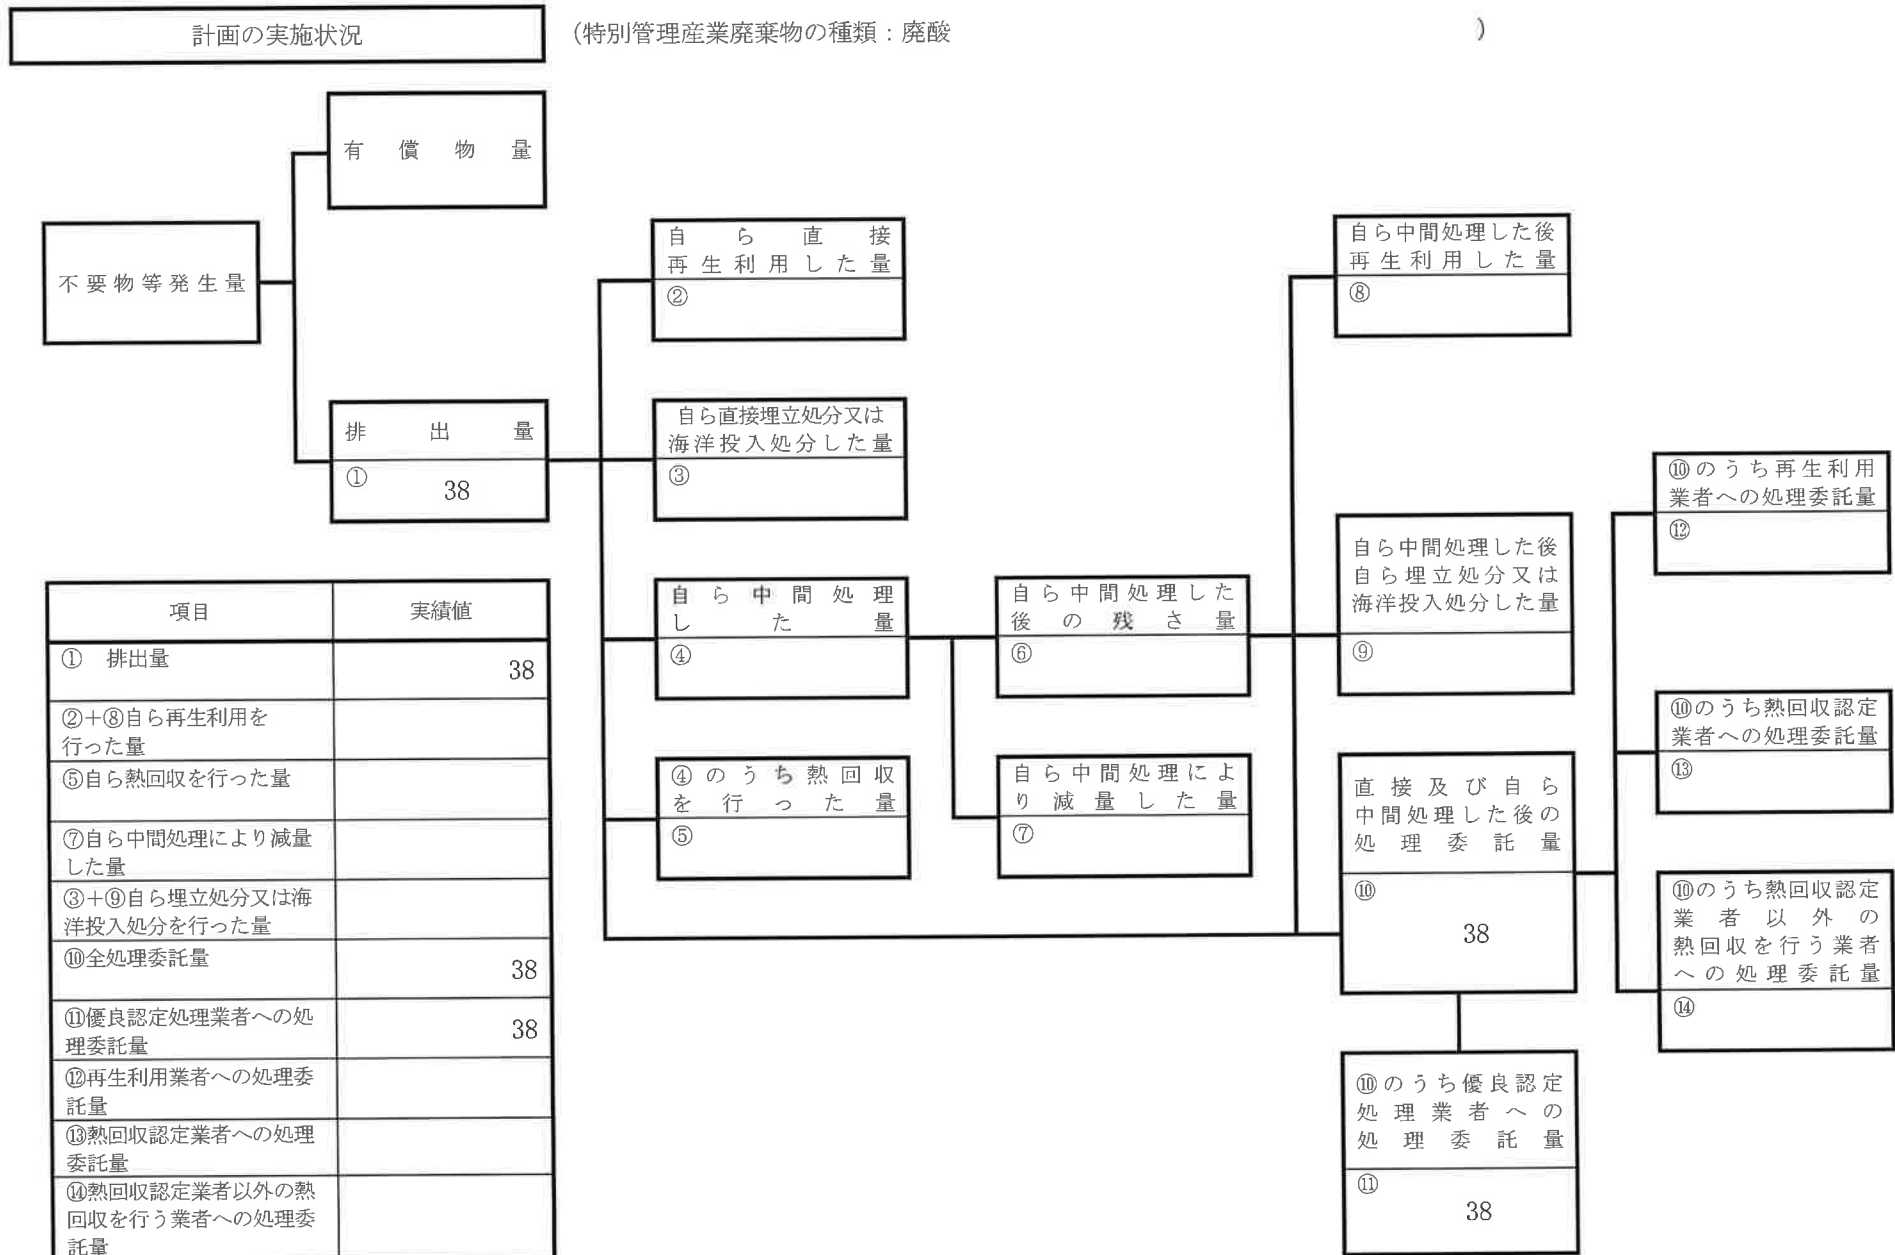 計画の実施状況
(特別管理産業廃棄物の種類：廃酸 )
有償物量
不要物等発生量
排出量
①
38
自ら直接
再生利用した量
②
自ら直接埋立処分又は
海洋投入処分した量
③
自ら中間処理
した量
④
④のうち熱回収
を行った量
⑤
自ら中間処理した
後の残さ量
⑥
自ら中間処理によ
り減量した量
⑦
自ら中間処理した後
再生利用した量
⑧
自ら中間処理した後
自ら埋立処分又は
海洋投入処分した量
⑨
直接及び自ら
中間処理した後の
処理委託量
⑩
38
⑩のうち優良認定
処理業者への
処理委託量
⑪
38
⑩のうち再生利用
業者への処理委託量
⑫
⑩のうち熱回収認定
業者への処理委託量
⑬
⑩のうち熱回収認定
業者以外の
熱回収を行う業者
への処理委託量
⑭
項目 実績値
① 排出量 38
②＋⑧自ら再生利用を
行った量
⑤自ら熱回収を行った量
⑦自ら中間処理により減量
した量
③＋⑨自ら埋立処分又は海
洋投入処分を行った量
⑩全処理委託量 38
⑪優良認定処理業者への処
理委託量 38
⑫再生利用業者への処理委
託量
⑬熱回収認定業者への処理
委託量
⑭熱回収認定業者以外の熱
回収を行う業者への処理委
託量